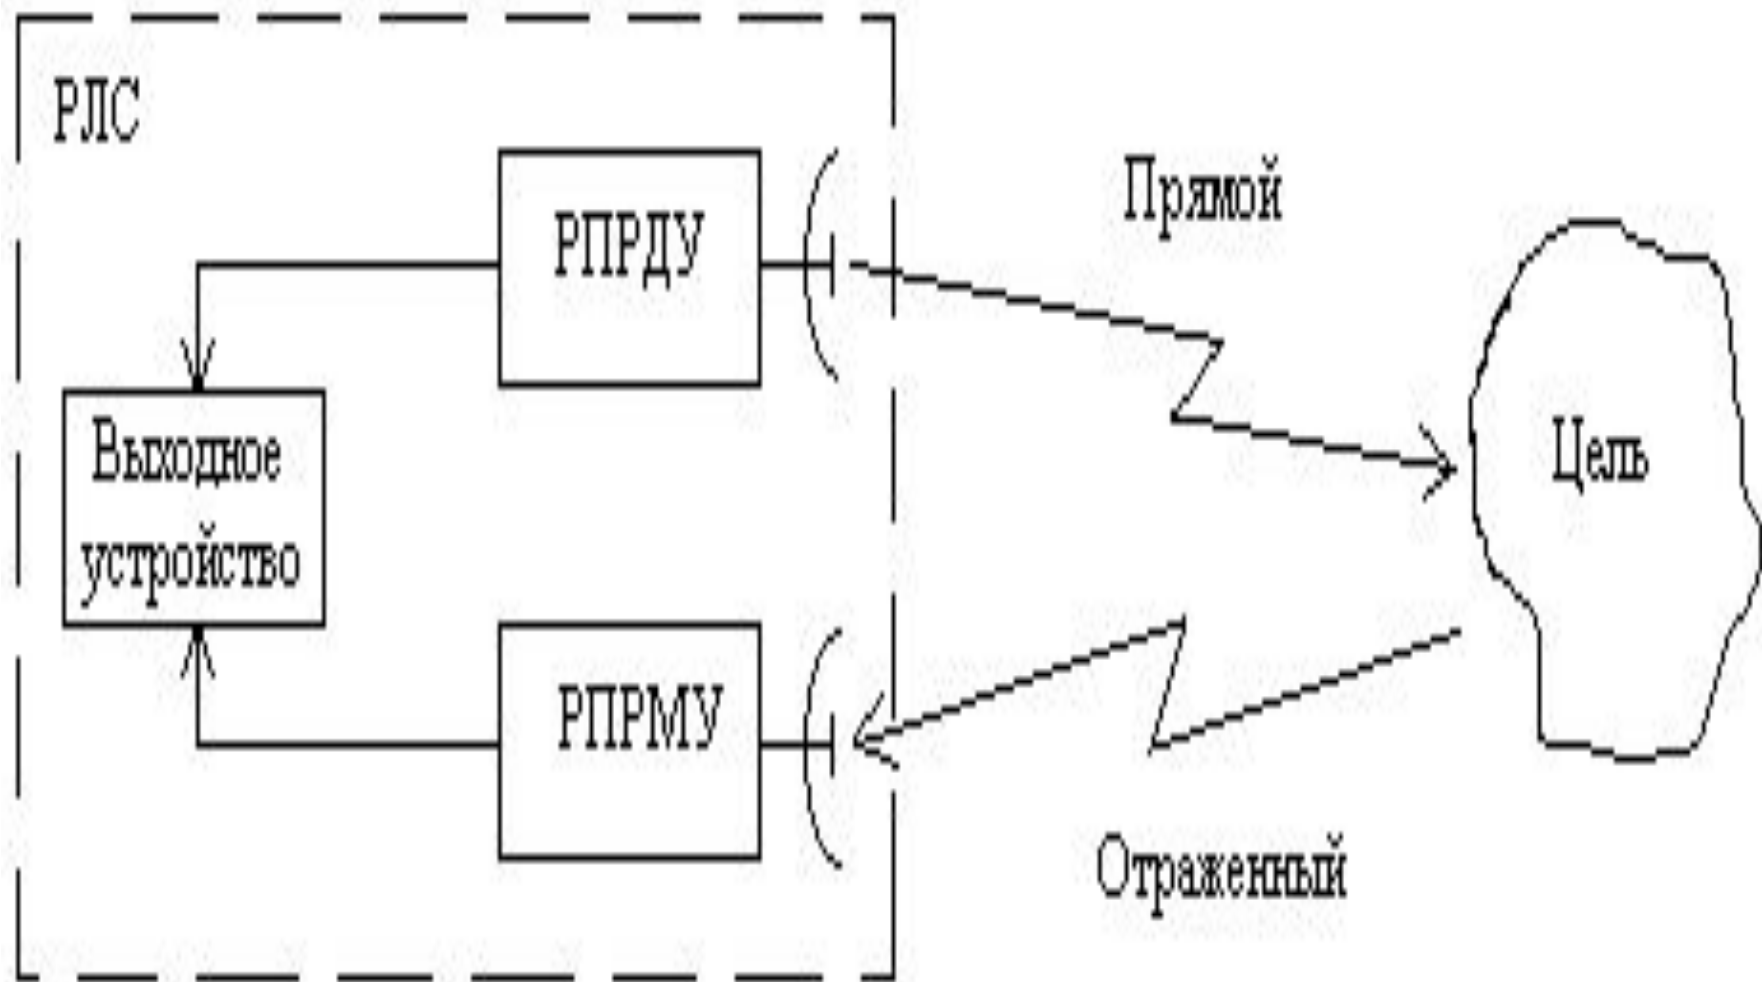 РЛС
РПРДУ
Прямой
Выходное
устройство
Цель
РПРМУ
Отраженный